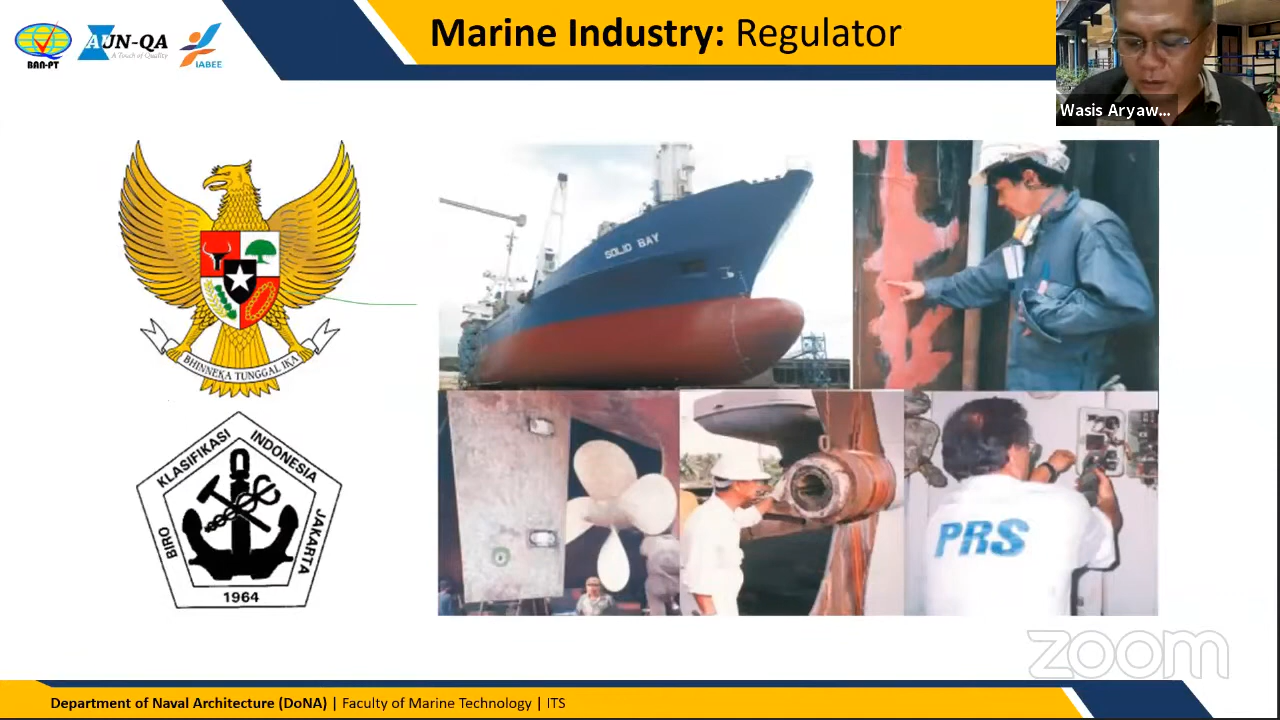 BAN-PT
AUN-QA
A Touch of Quality
IABEE
Marine Industry: Regulator
Wasis Aryaw...
BHINNEKA TUNGGAL IKA
SOLID BAY
BIRO KLASIFIKASI INDONESIA JAKARTA
1964
PRS
zoom
Department of Naval Architecture (DoNA) | Faculty of Marine Technology | ITS